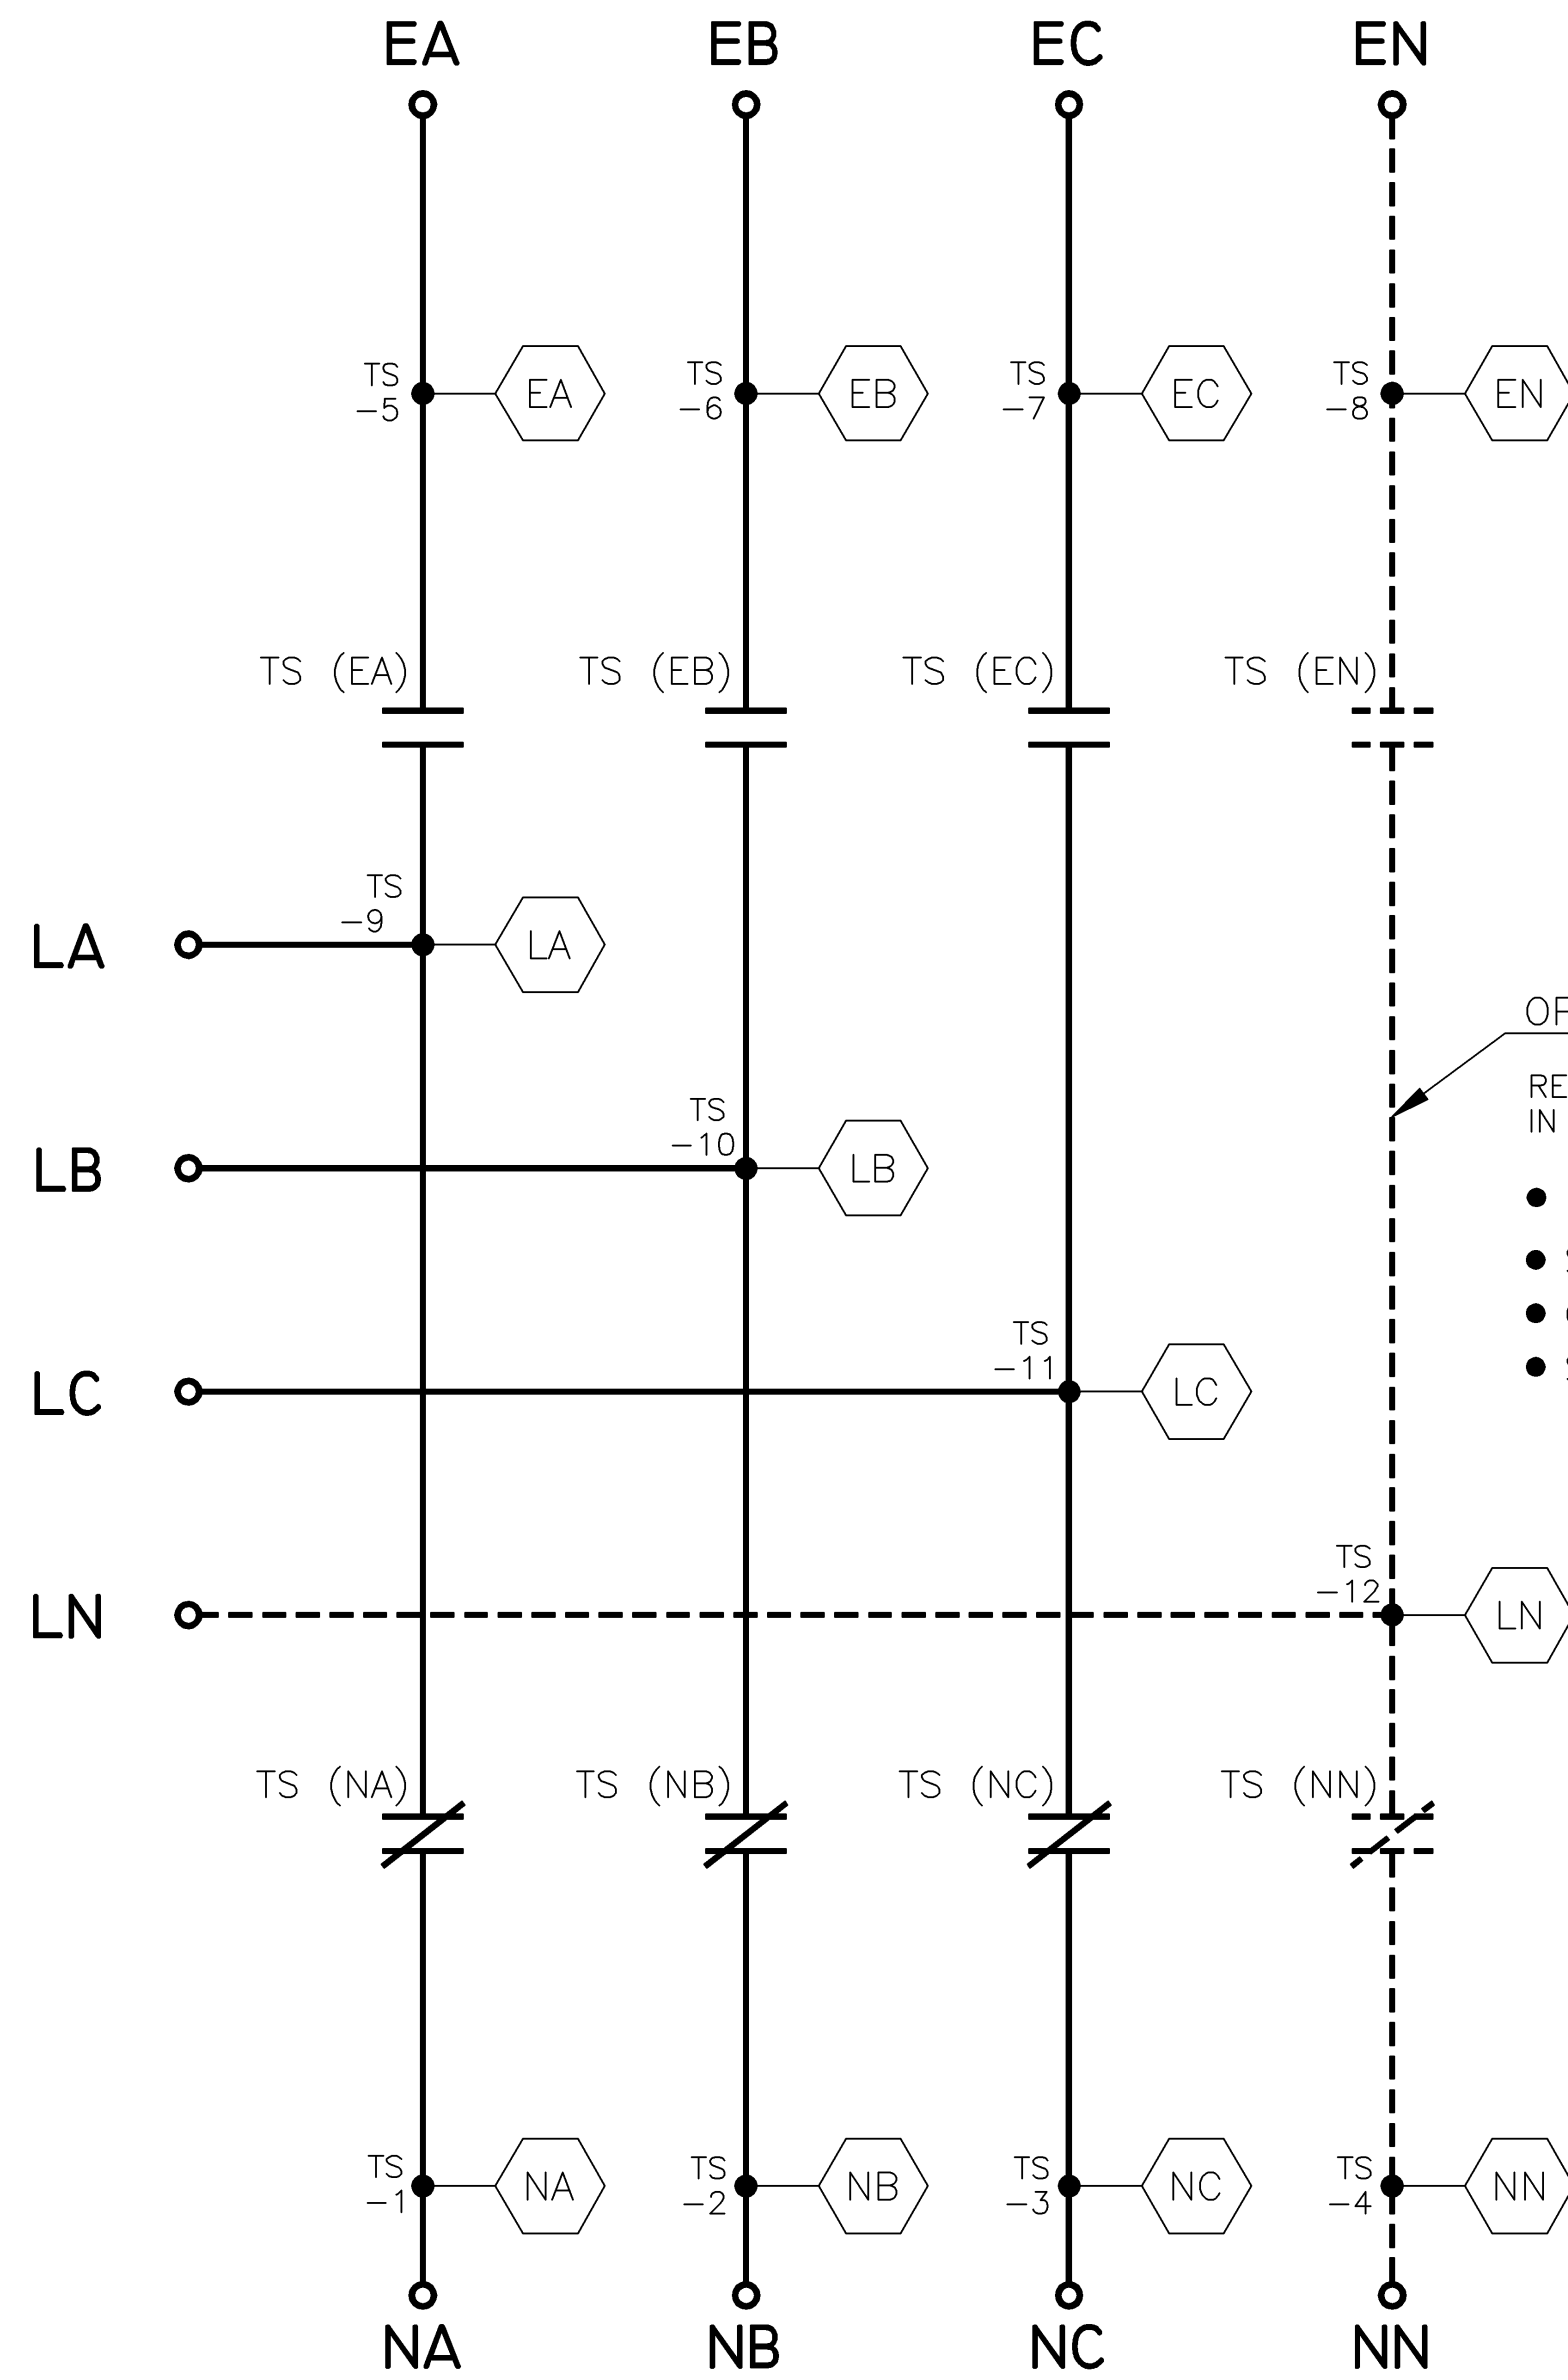 EA EB EC EN
TS TS TS TS
-5 EA -6 EB -7 EC -8 EN
TS (EA) TS (EB) TS (EC) TS (EN)
TS
-9
LA LA
RE
IN
TS
-10
LB LB
TS
-11
LC LC
TS
-12
LN LN
TS (NA) TS (NB) TS (NC) TS (NN)
TS TS TS TS
-1 NA -2 NB -3 NC -4 NN
NA NB NC NN